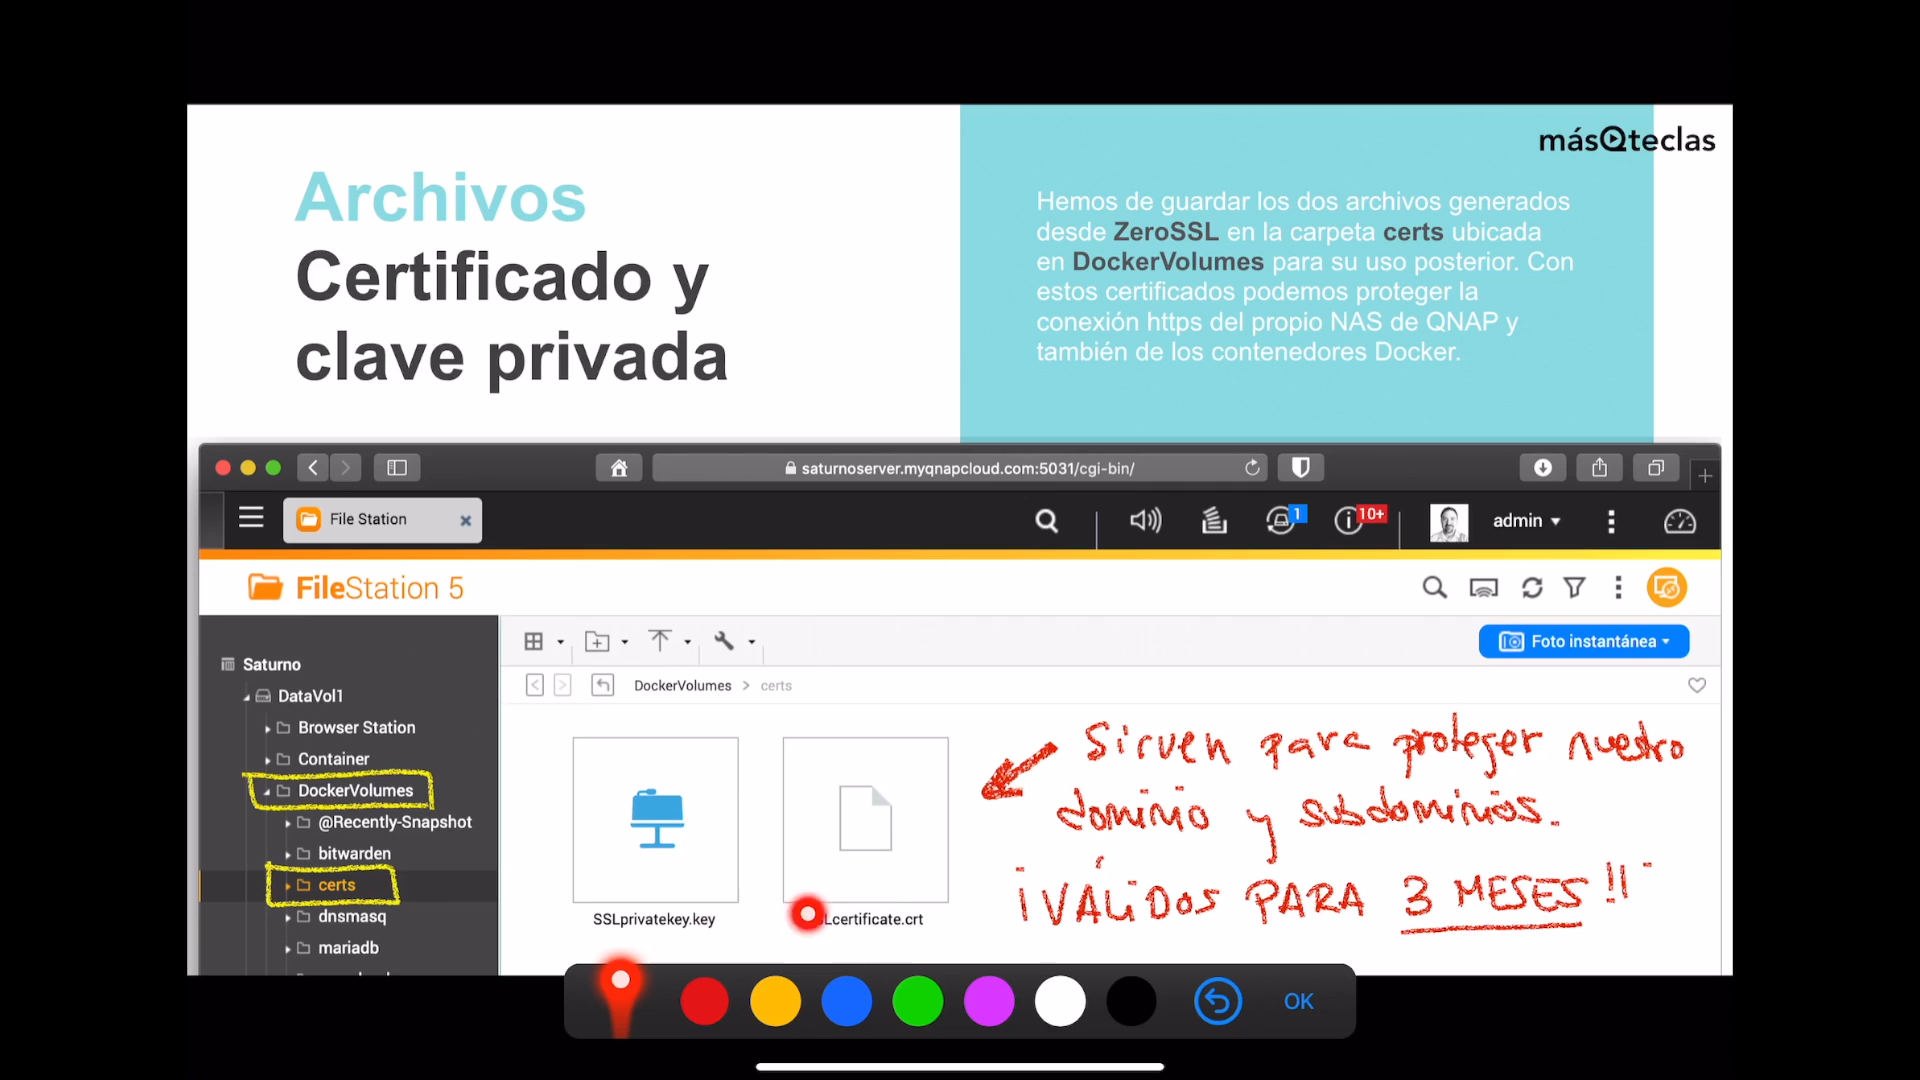 másQteclas
Archivos
Certificado y
clave privada
Hemos de guardar los dos archivos generados
desde ZeroSSL en la carpeta certs ubicada
en DockerVolumes para su uso posterior. Con
estos certificados podemos proteger la
conexión https del propio NAS de QNAP y
también de los contenedores Docker.
saturnoserver.myqnapcloud.com:5031/cgi-bin/
File Station
1
10+
admin
FileStation 5
Foto instantánea
DockerVolumes > certs
Saturno
DataVol1
Browser Station
Container
DockerVolumes
@Recently-Snapshot
bitwarden
certs
dnsmasq
mariadb
SSLprivatekey.key
Lcertificate.crt
Sirven para proteger nuestro
dominio y subdominios.
¡VÁLIDOS PARA 3 MESES!!
OK